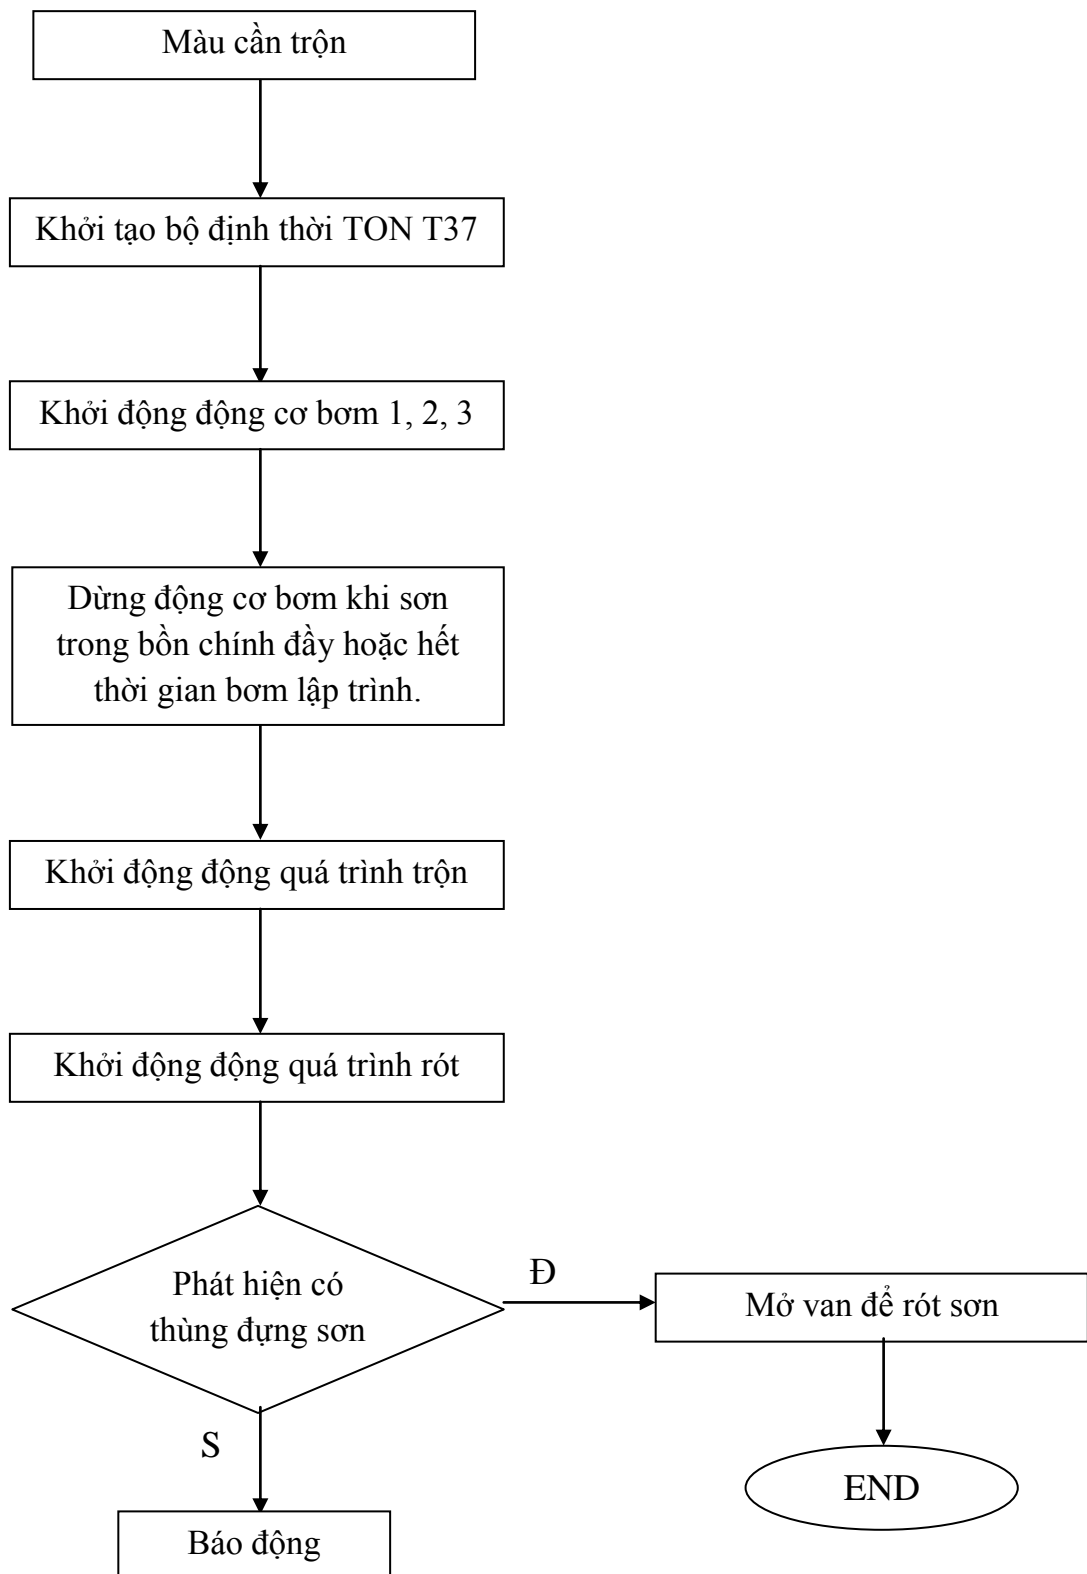 Màu cần trộn
Khởi tạo bộ định thời TON T37
Khởi động động cơ bơm 1, 2, 3
Dừng động cơ bơm khi sơn
trong bồn chính đầy hoặc hết
thời gian bơm lập trình.
Khởi động động quá trình trộn
Khởi động động quá trình rót
Phát hiện có
thùng đựng sơn
Đ
Mở van để rót sơn
S
END
Báo động